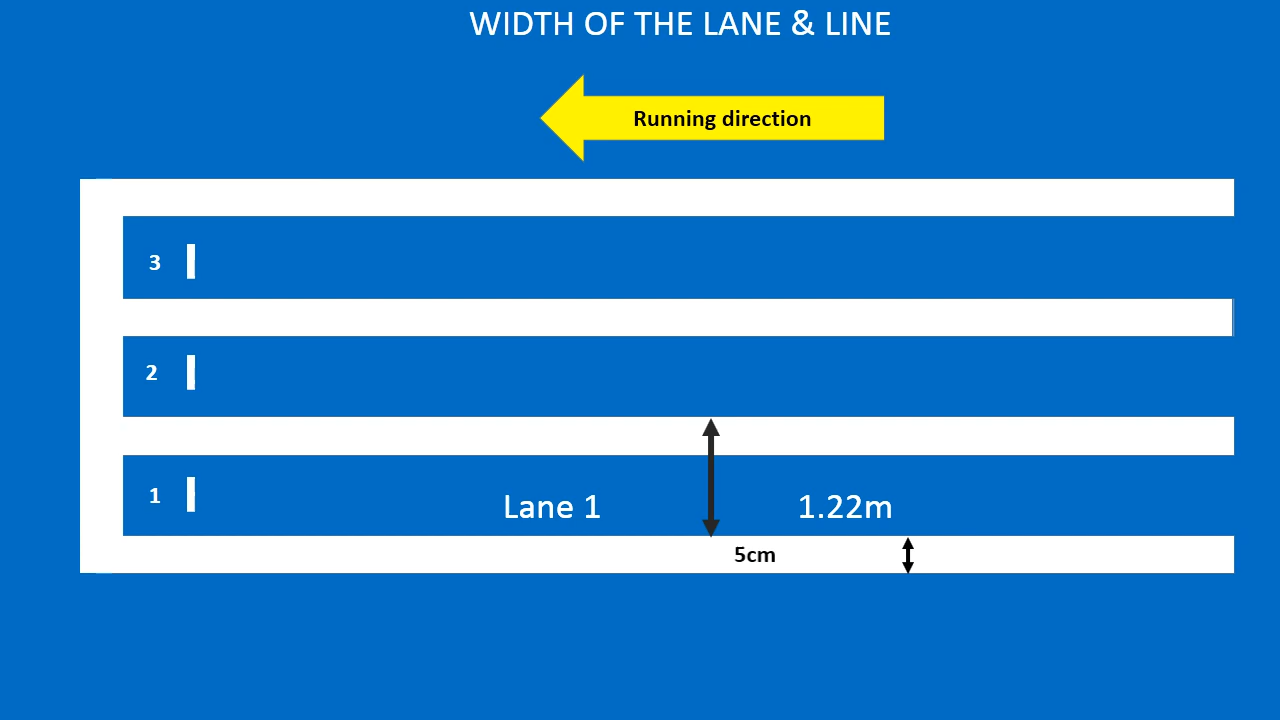 WIDTH OF THE LANE & LINE
Running direction
3
2
1
Lane 1
1.22m
5cm